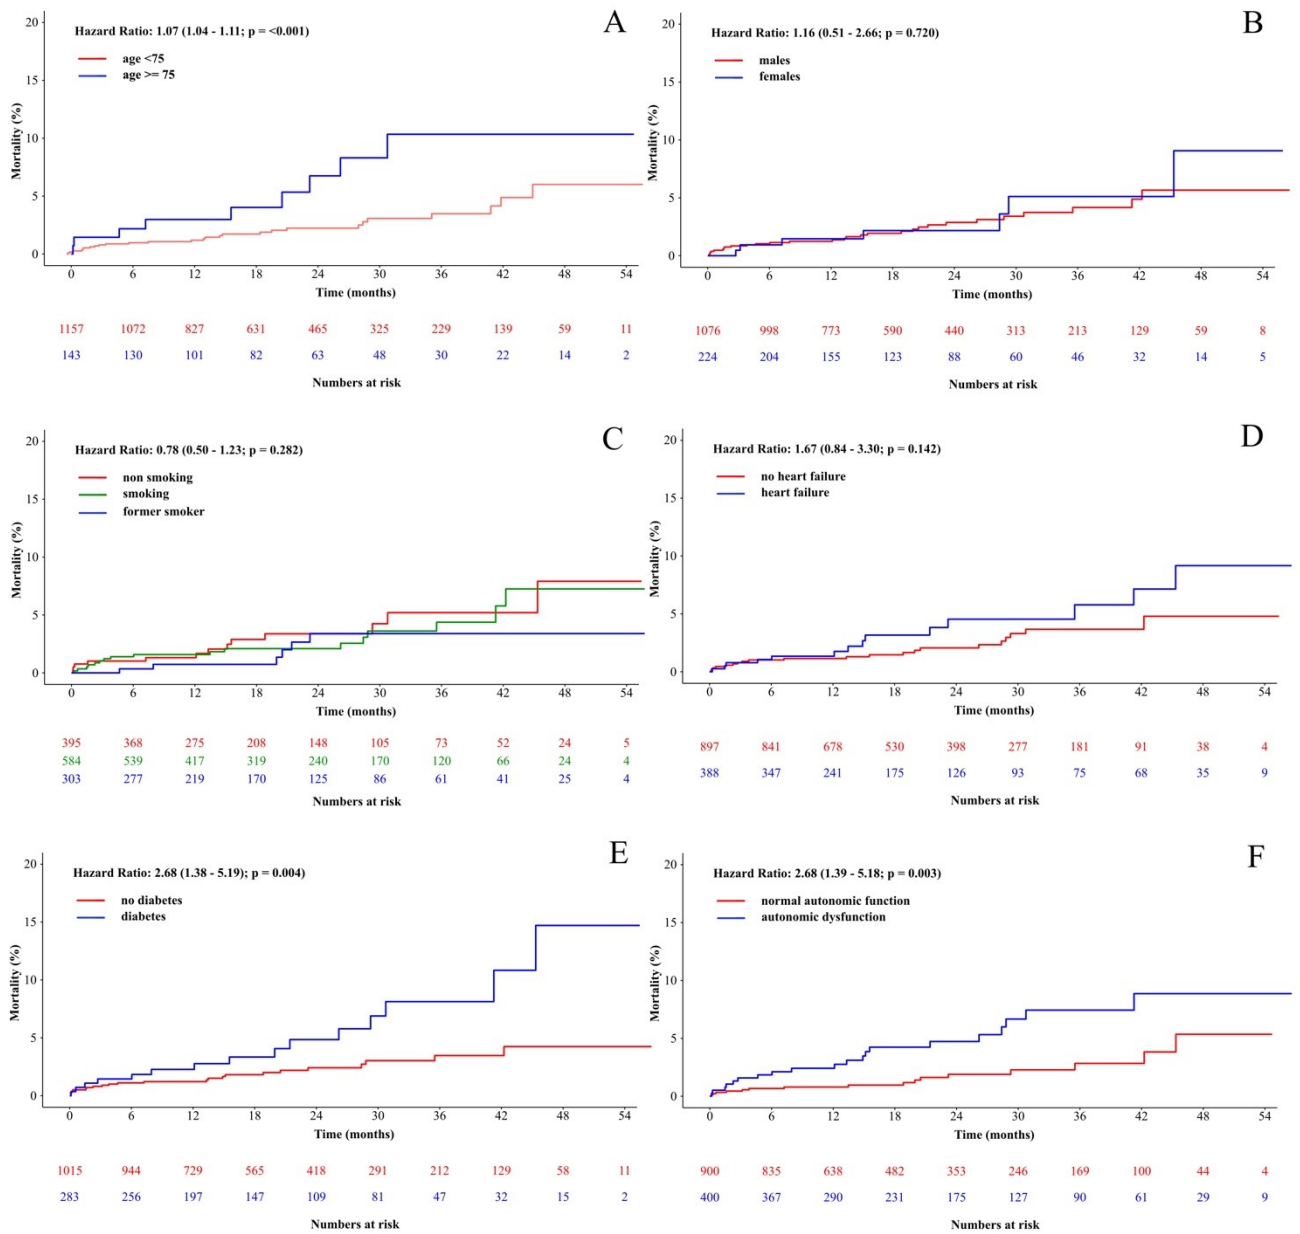 A
Hazard Ratio: 1.07 (1.04 - 1.11; p = <0.001)
age <75
age >= 75
Mortality (%)
20
15
10
5
0
0 6 12 18 24 30 36 42 48 54
Time (months)
1157 1072 827 631 465 325 229 139 59 11
143 130 101 82 63 48 30 22 14 2
Numbers at risk
B
Hazard Ratio: 1.16 (0.51 - 2.66; p = 0.720)
males
females
Mortality (%)
20
15
10
5
0
0 6 12 18 24 30 36 42 48 54
Time (months)
1076 998 773 590 440 313 213 129 59 8
224 204 155 123 88 60 46 32 14 5
Numbers at risk
C
Hazard Ratio: 0.78 (0.50 - 1.23; p = 0.282)
non smoking
smoking
former smoker
Mortality (%)
20
15
10
5
0
0 6 12 18 24 30 36 42 48 54
Time (months)
395 368 275 208 148 105 73 52 24 5
584 539 417 319 240 170 120 66 24 4
303 277 219 170 125 86 61 41 25 4
Numbers at risk
D
Hazard Ratio: 1.67 (0.84 - 3.30; p = 0.142)
no heart failure
heart failure
Mortality (%)
20
15
10
5
0
0 6 12 18 24 30 36 42 48 54
Time (months)
897 841 678 530 398 277 181 91 38 4
388 347 241 175 126 93 75 68 35 9
Numbers at risk
E
Hazard Ratio: 2.68 (1.38 - 5.19); p = 0.004)
no diabetes
diabetes
Mortality (%)
20
15
10
5
0
0 6 12 18 24 30 36 42 48 54
Time (months)
1015 944 729 565 418 291 212 129 58 11
283 256 197 147 109 81 47 32 15 2
Numbers at risk
F
Hazard Ratio: 2.68 (1.39 - 5.18; p = 0.003)
normal autonomic function
autonomic dysfunction
Mortality (%)
20
15
10
5
0
0 6 12 18 24 30 36 42 48 54
Time (months)
900 835 638 482 353 246 169 100 44 4
400 367 290 231 175 127 90 61 29 9
Numbers at risk